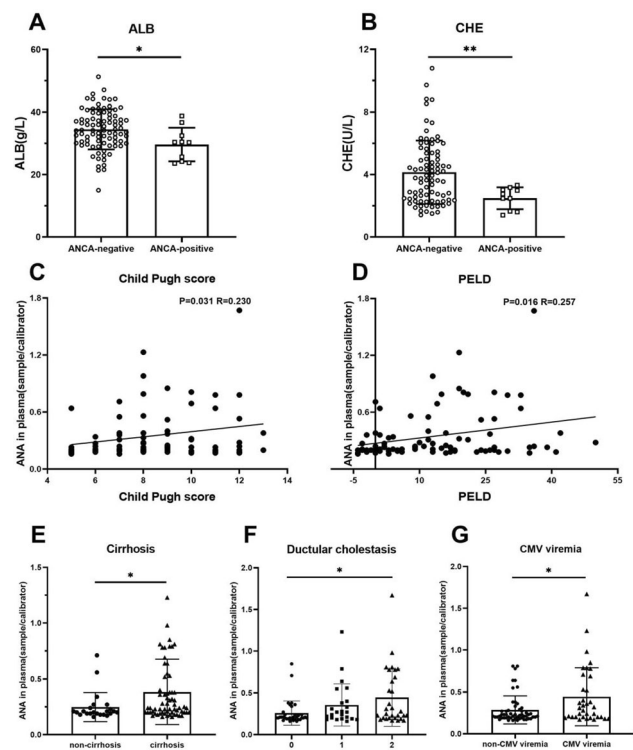 A
ALB
*
60
40
20
0
ALB(g/L)
ANCA-negative ANCA-positive
B
CHE
**
12
8
4
0
CHE(U/L)
ANCA-negative ANCA-positive
C
Child Pugh score
P=0.031 R=0.230
1.8
1.2
0.6
0.0
ANA in plasma(sample/calibrator)
4 6 8 10 12 14
Child Pugh score
D
PELD
P=0.016 R=0.257
1.8
1.2
0.6
0.0
ANA in plasma(sample/calibrator)
-5 10 25 40 55
PELD
E
Cirrhosis
*
1.5
1.0
0.5
0.0
ANA in plasma(sample/calibrator)
non-cirrhosis cirrhosis
F
Ductular cholestasis
*
2.0
1.5
1.0
0.5
0.0
ANA in plasma(sample/calibrator)
0 1 2
G
CMV viremia
*
2.0
1.5
1.0
0.5
0.0
ANA in plasma(sample/calibrator)
non-CMV viremia CMV viremia